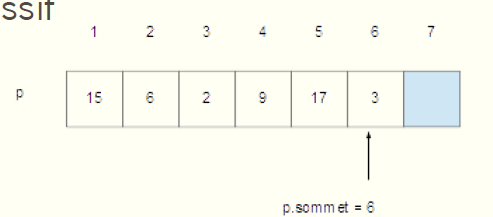 ssif
1 2 3 4 5 6 7
p 15 6 2 9 17 3
p.sommet = 6